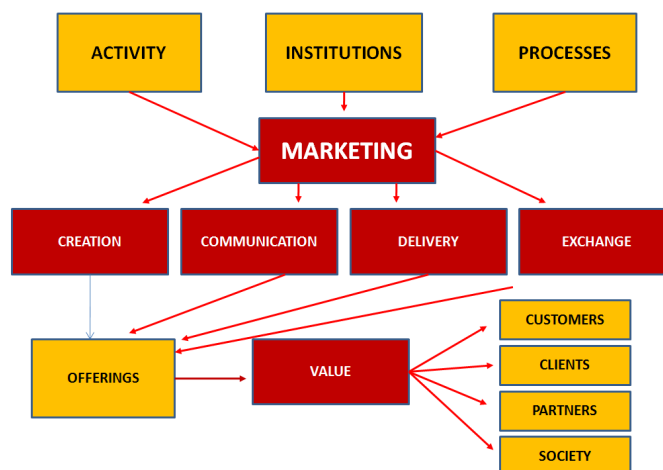 ACTIVITY
INSTITUTIONS
PROCESSES
MARKETING
CREATION
COMMUNICATION
DELIVERY
EXCHANGE
OFFERINGS
VALUE
CUSTOMERS
CLIENTS
PARTNERS
SOCIETY